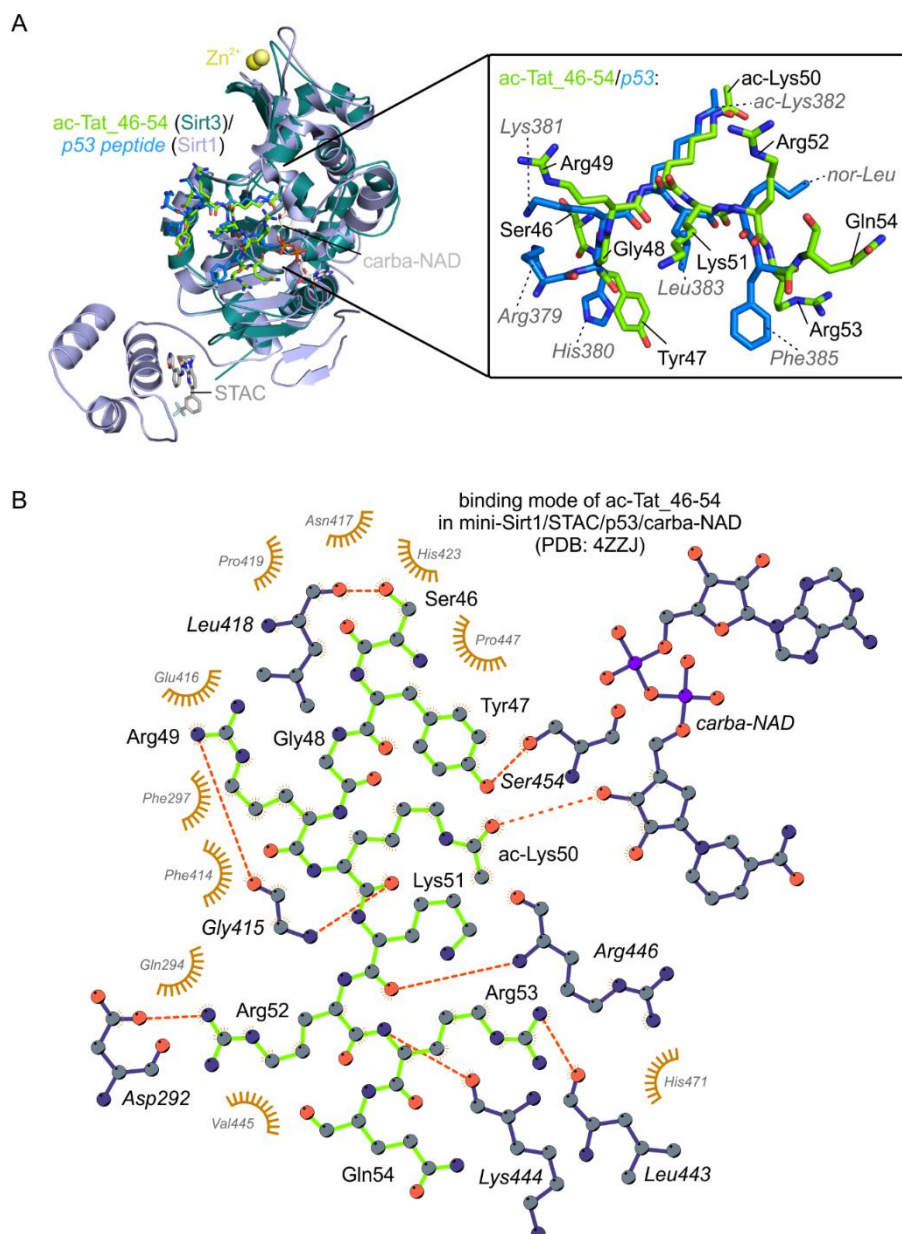 A
Zn2+
ac-Tat_46-54 (Sirt3)/
p53 peptide (Sirt1)
carba-NAD
STAC
ac-Tat_46-54/p53:
ac-Lys50
ac-Lys382
Lys381
Arg49
Arg52
nor-Leu
Ser46
Gly48
Lys51
Gln54
Leu383
Arg379
His380
Tyr47
Arg53
Phe385
B
binding mode of ac-Tat_46-54
in mini-Sirt1/STAC/p53/carba-NAD
(PDB: 4ZZJ)
Asn417
Pro419
His423
Ser46
Leu418
Pro447
Glu416
Tyr47
carba-NAD
Arg49
Gly48
Ser454
Phe297
ac-Lys50
Phe414
Lys51
Gly415
Arg446
Gln294
Arg52
Arg53
His471
Asp292
Val445
Gln54
Lys444
Leu443